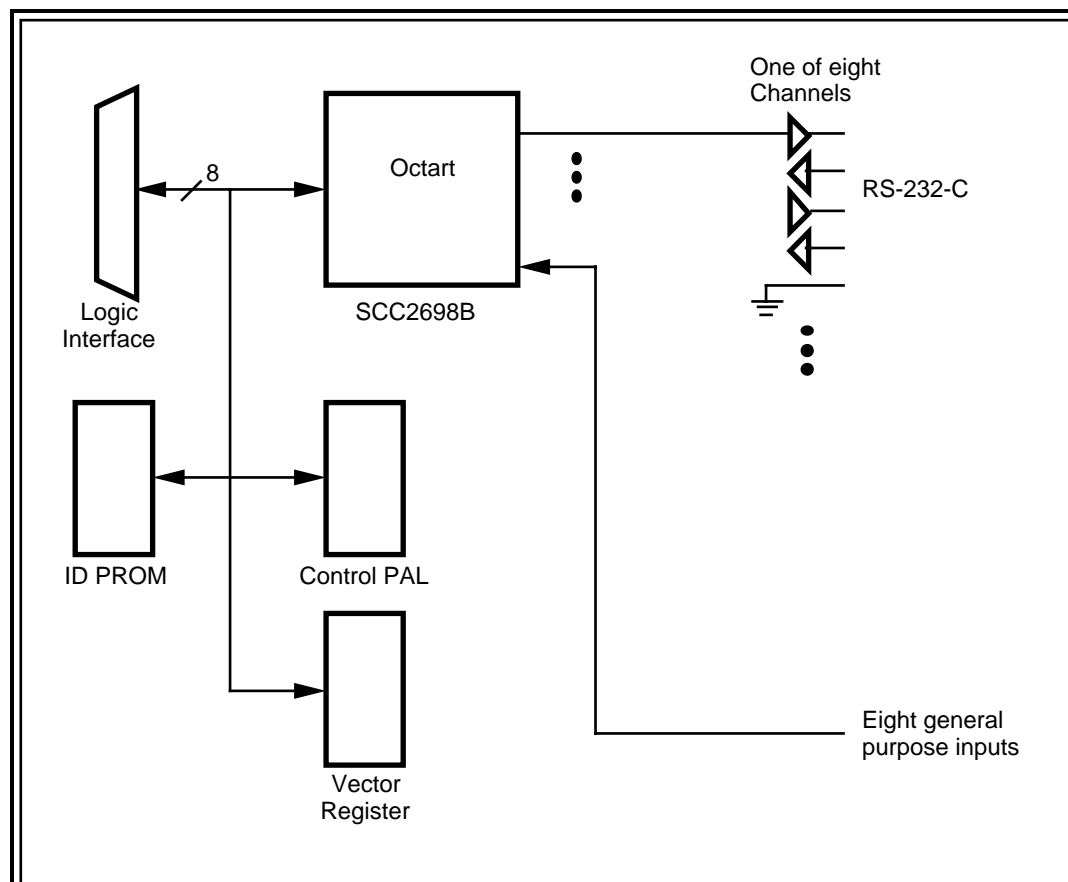 One of eight
Channels
8
Octart
RS-232-C
Logic
Interface
SCC2698B
ID PROM
Control PAL
Vector
Register
Eight general
purpose inputs